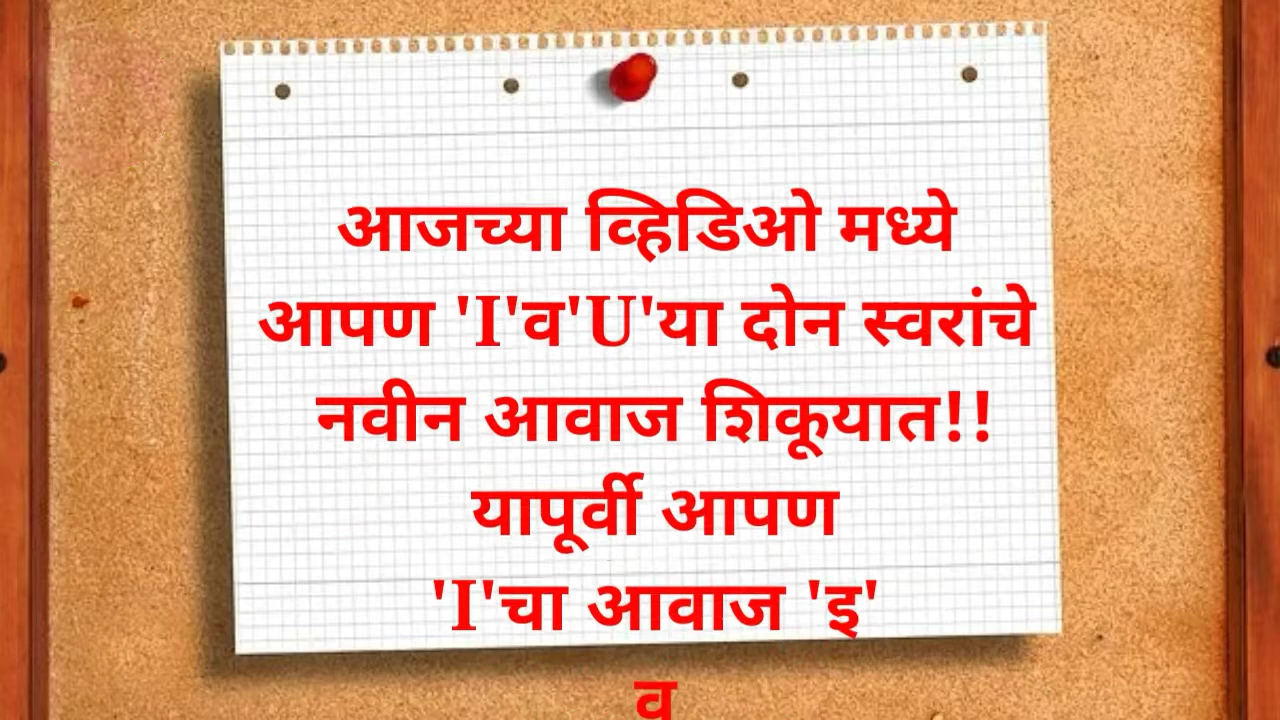 आजच्या व्हिडिओ मध्ये
आपण 'I'व'U'या दोन स्वरांचे
नवीन आवाज शिकूयात!!
यापूर्वी आपण
'I'चा आवाज 'इ'
व